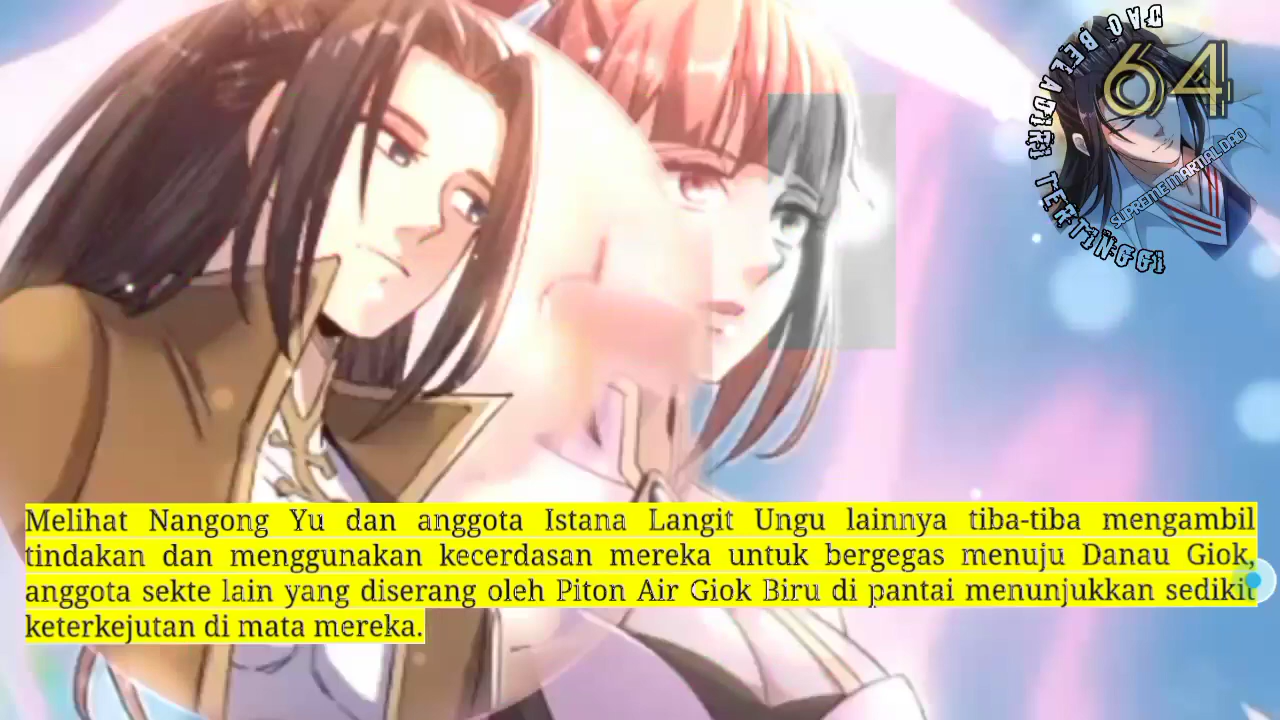 DAO BELADIRI TERTINGGI
64
SUPREME MARTIAL DAO
Melihat Nangong Yu dan anggota Istana Langit Ungu lainnya tiba-tiba mengambil
tindakan dan menggunakan kecerdasan mereka untuk bergegas menuju Danau Giok,
anggota sekte lain yang diserang oleh Piton Air Giok Biru di pantai menunjukkan sedikit
keterkejutan di mata mereka.